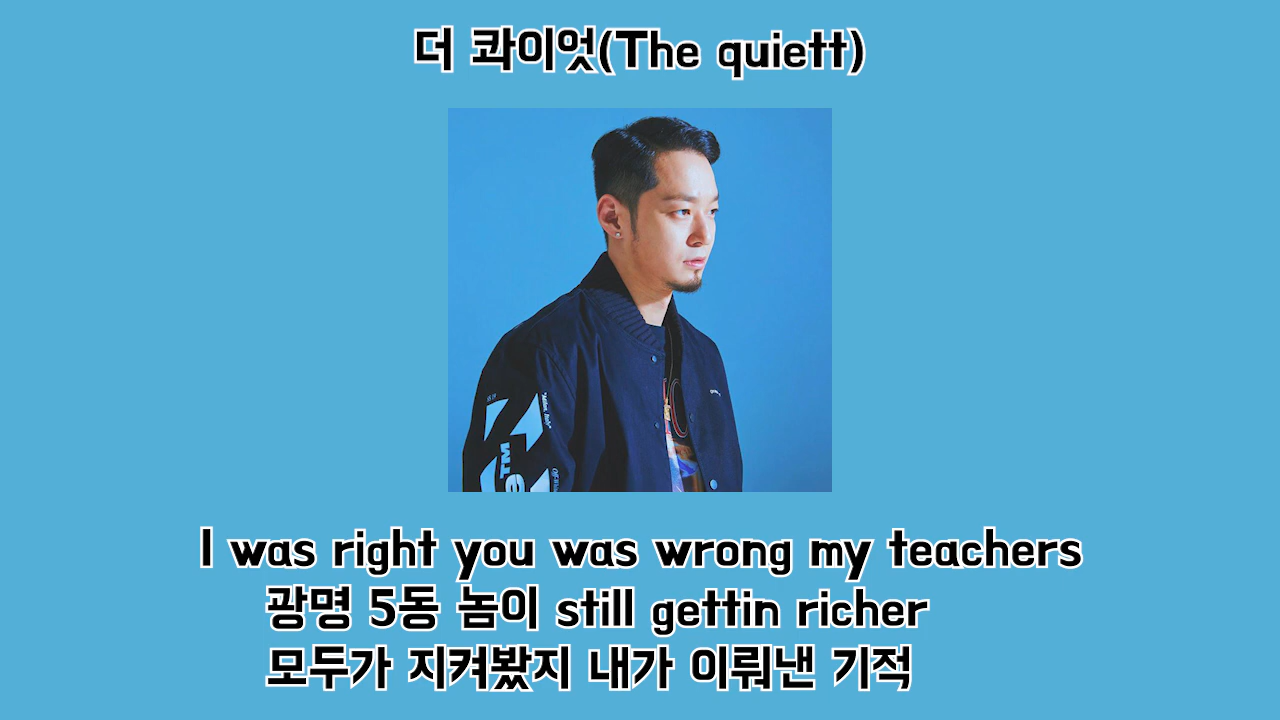 더 콰이엇(The quiett)
TM
I was right you was wrong my teachers
광명 5동 놈이 still gettin richer
모두가 지켜봤지 내가 이뤄낸 기적